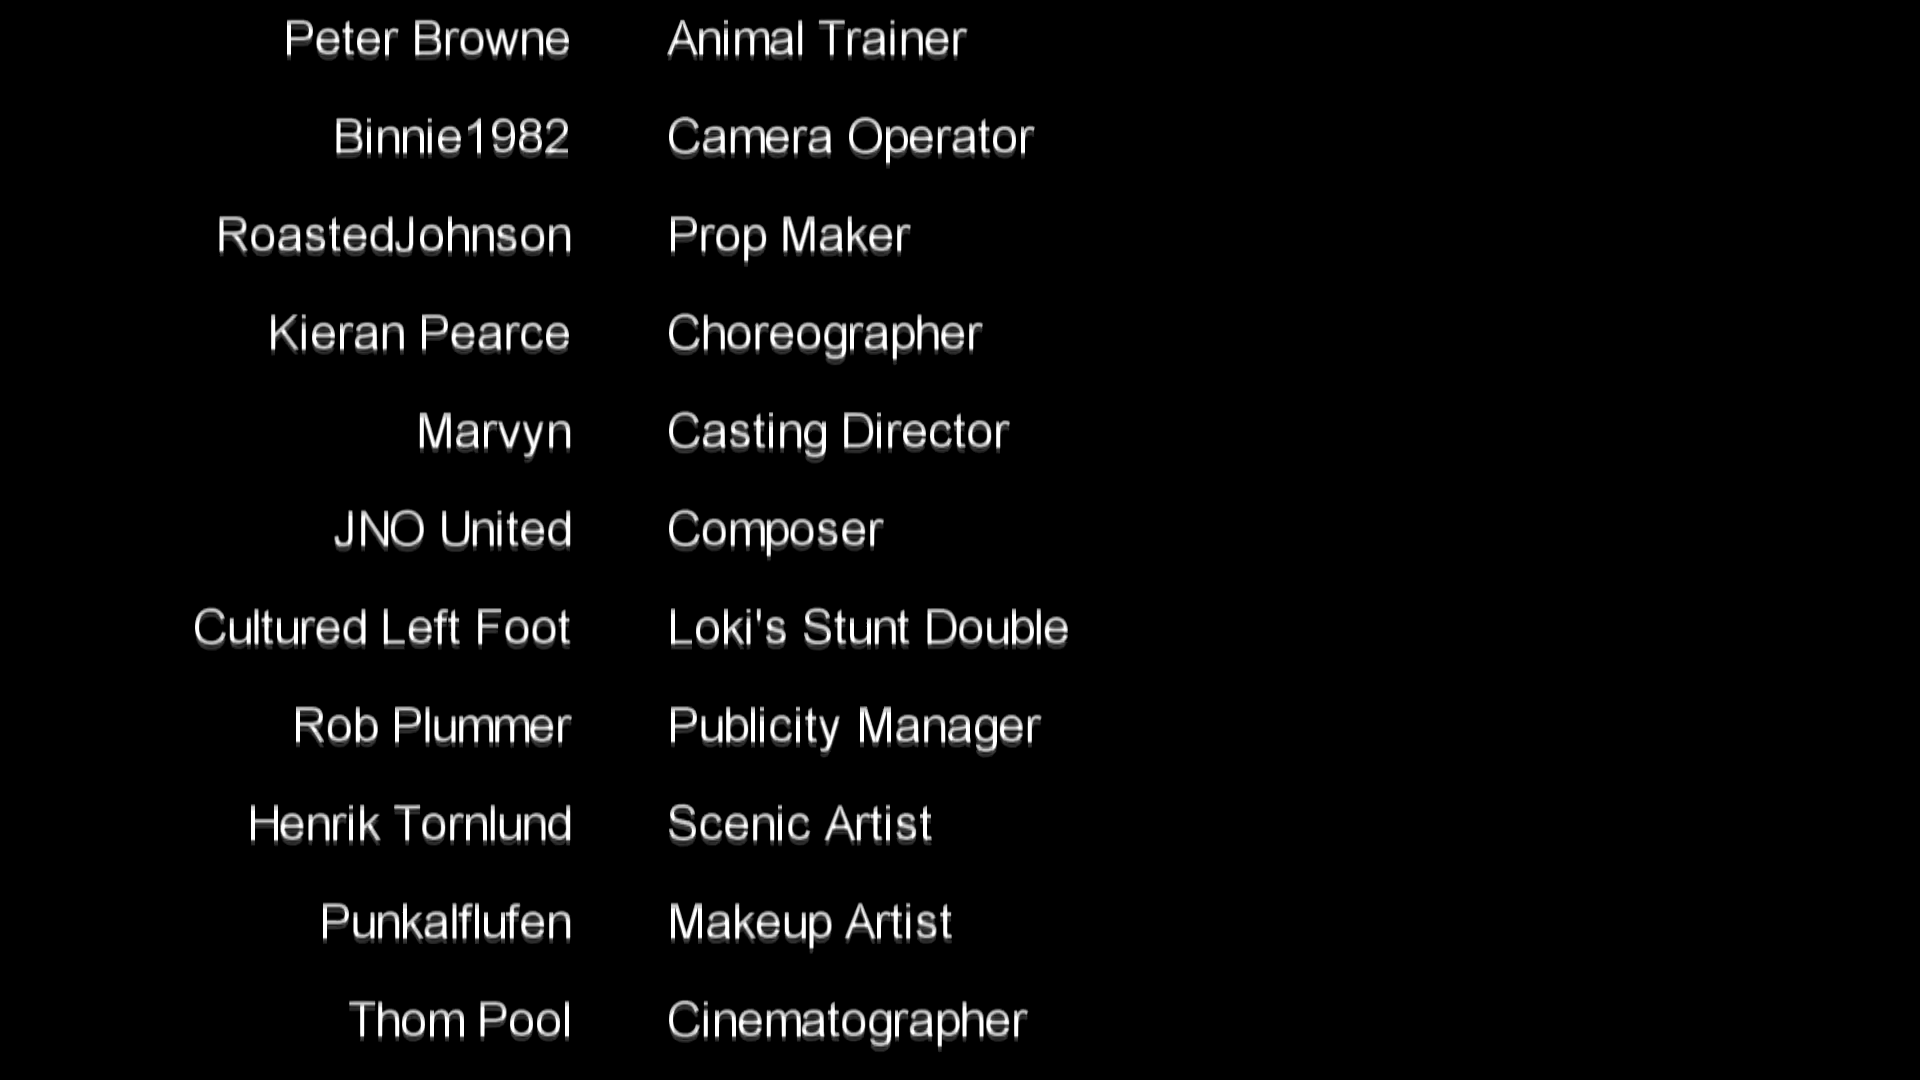 Peter Browne Animal Trainer
Binnie1982 Camera Operator
RoastedJohnson Prop Maker
Kieran Pearce Choreographer
Marvyn Casting Director
JNO United Composer
Cultured Left Foot Loki's Stunt Double
Rob Plummer Publicity Manager
Henrik Tornlund Scenic Artist
Punkalflufen Makeup Artist
Thom Pool Cinematographer